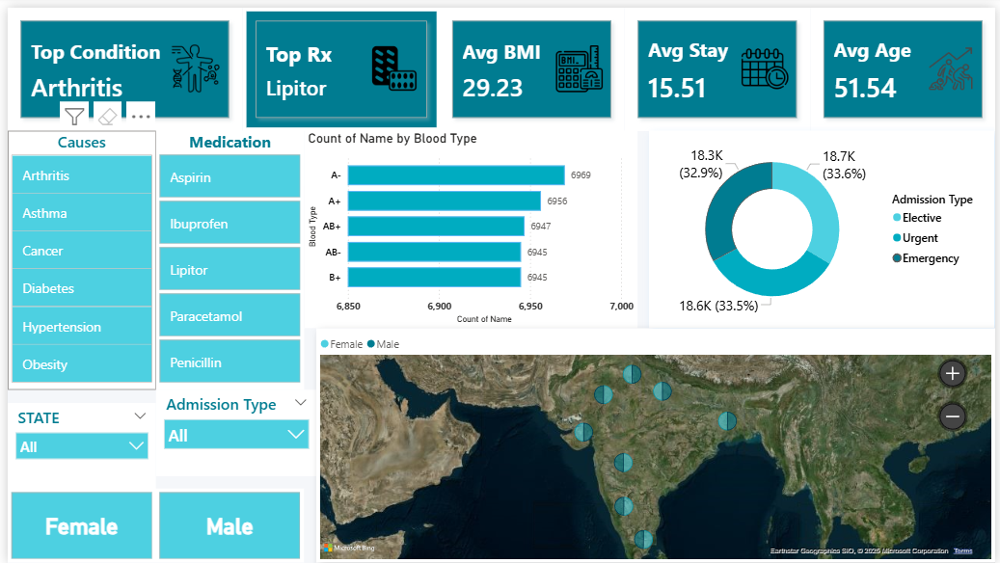 Top Condition
Arthritis
Top Rx
Lipitor
Avg BMI
BMI.
29.23
Avg Stay
15.51
Avg Age
51.54
Causes
Arthritis
Asthma
Cancer
Diabetes
Hypertension
Obesity
Medication
Aspirin
Ibuprofen
Lipitor
Paracetamol
Penicillin
Count of Name by Blood Type
Blood Type
A- 6969
A+ 6956
AB+ 6947
AB- 6945
B+ 6945
6,850 6,900 6,950 7,000
Count of Name
18.3K
(32.9%)
18.7K
(33.6%)
18.6K (33.5%)
Admission Type
Elective
Urgent
Emergency
STATE
All
Admission Type
All
Female
Male
Female Male
Microsoft Bing
Earthstar Geographics SIO, © 2025 Microsoft Corporation Terms